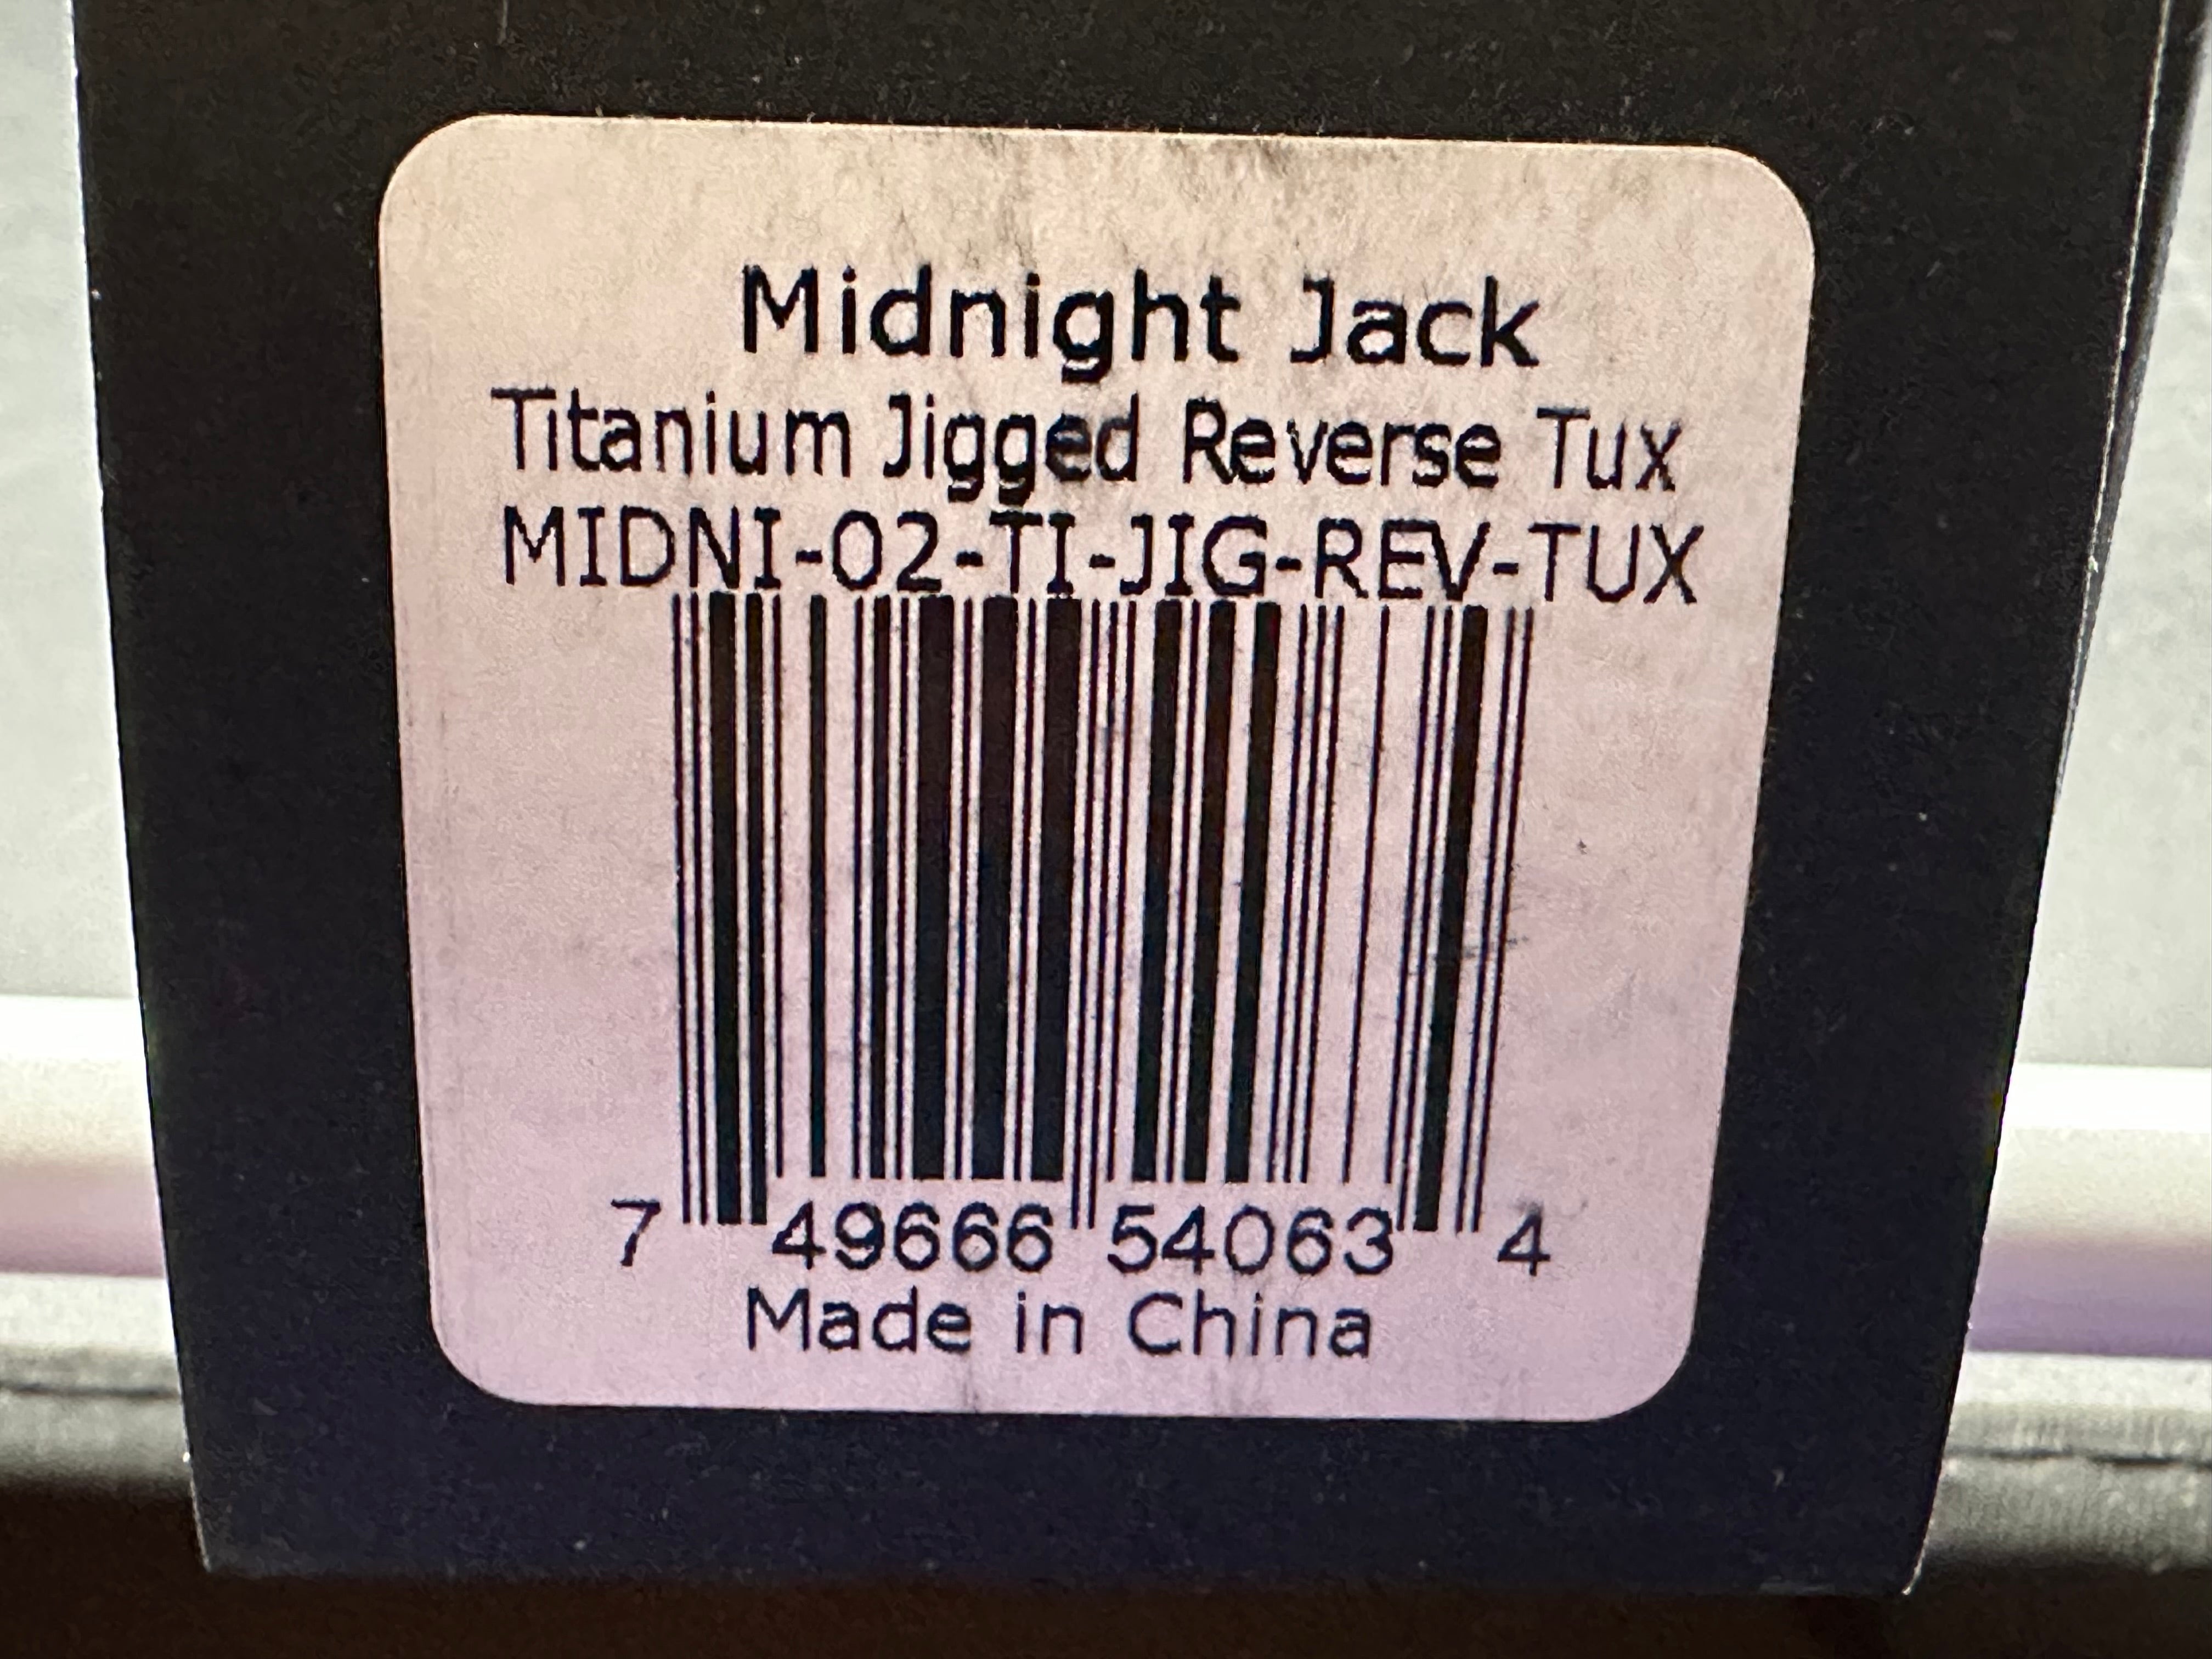 Midnight Jack
Titanium Jigged Reverse Tux
MIDNI-02-TI-JIG-REV-TUX
7 49666 54063 4
Made in China